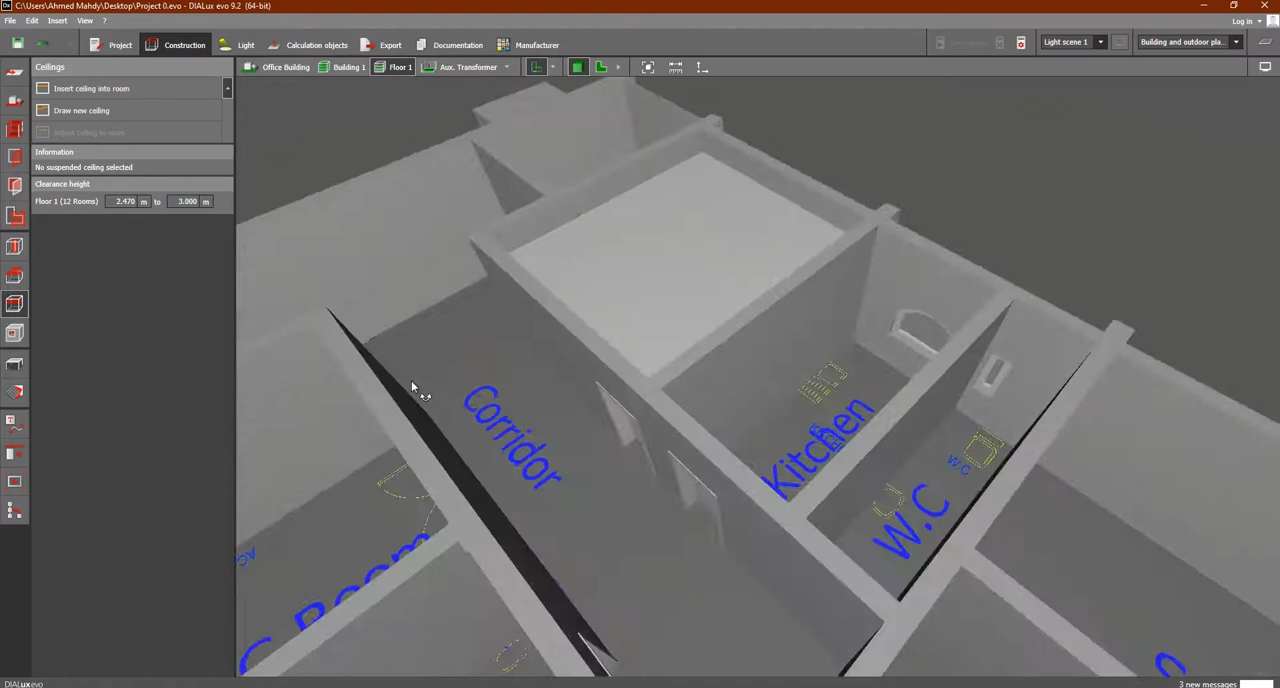 C:\Users\Ahmed Mahdy\Desktop\Project 0.evo - DIALux evo 9.2 (64-bit)
File Edit Insert View ?
Log in
Project Construction Light Calculation objects Export Documentation Manufacturer
Light scene 1
Building and outdoor pla...
Ceilings
Office Building Building 1 Floor 1 Aux. Transformer
Insert ceiling into room
Draw new ceiling
Adjust ceiling to room
Information
No suspended ceiling selected
Clearance height
Floor 1 (12 Rooms) 2.470 m to 3.000 m
Corridor
Kitchen
W.C
W.C
AC
C Room
DIALux evo
3 new messages